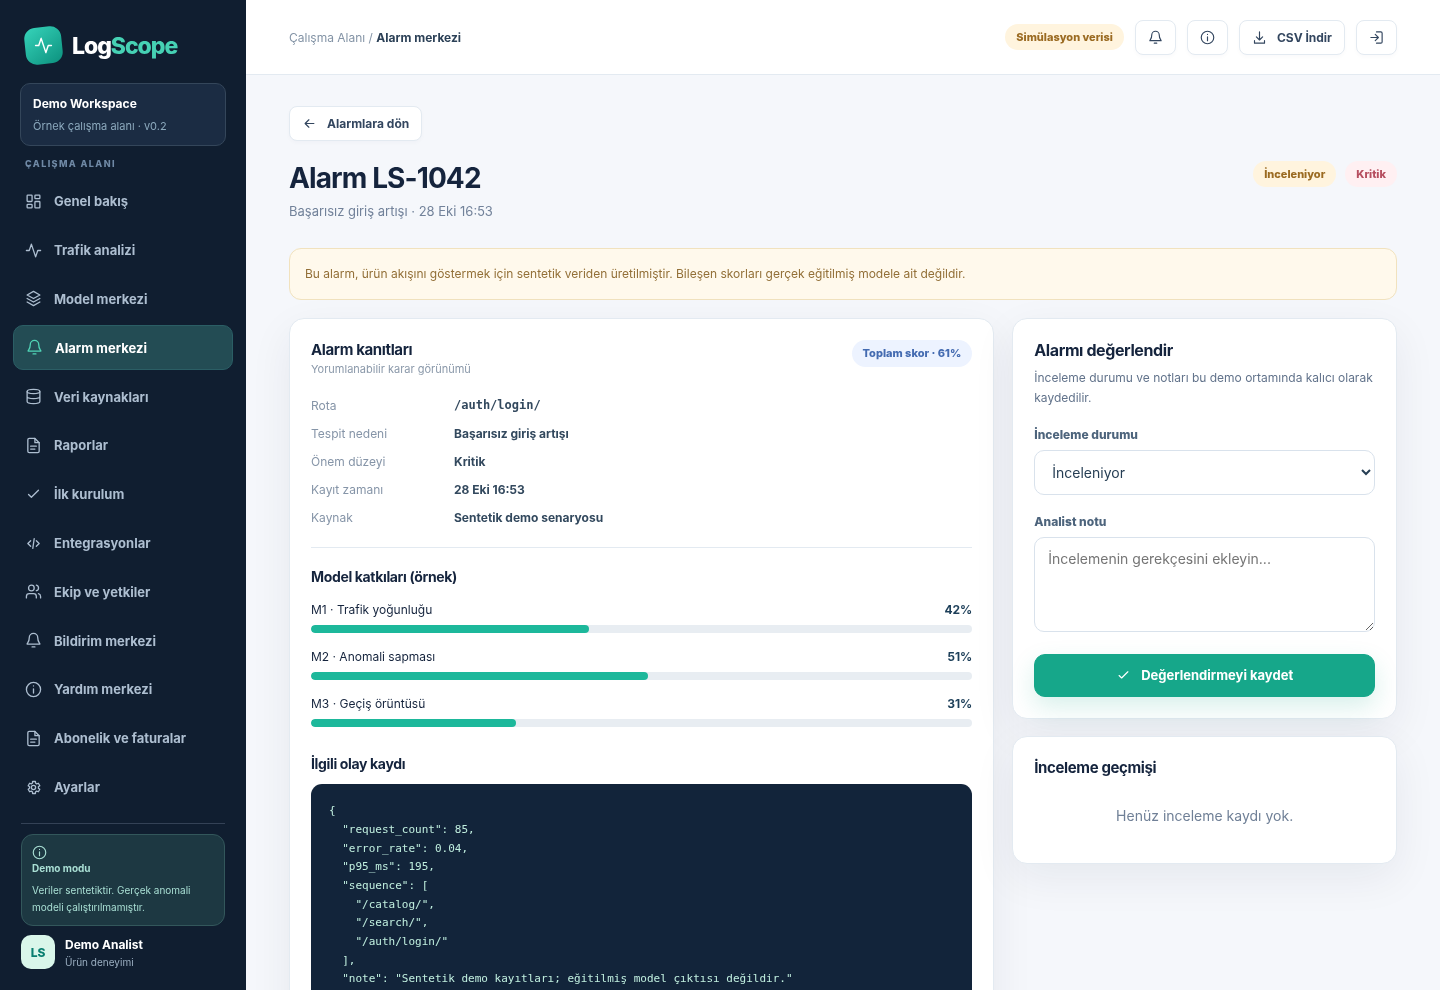 LogScope
Demo Workspace
Örnek çalışma alanı · v0.2
ÇALIŞMA ALANI
Genel bakış
Trafik analizi
Model merkezi
Alarm merkezi
Veri kaynakları
Raporlar
İlk kurulum
Entegrasyonlar
Ekip ve yetkiler
Bildirim merkezi
Yardım merkezi
Abonelik ve faturalar
Ayarlar
Demo modu
Veriler sentetiktir. Gerçek anomali
modeli çalıştırılmamıştır.
LS
Demo Analist
Ürün deneyimi
Çalışma Alanı / Alarm merkezi
Simülasyon verisi
CSV İndir
Alarmlara dön
Alarm LS-1042
Başarısız giriş artışı · 28 Eki 16:53
İnceleniyor
Kritik
Bu alarm, ürün akışını göstermek için sentetik veriden üretilmiştir. Bileşen skorları gerçek eğitilmiş modele ait değildir.
Alarm kanıtları
Yorumlanabilir karar görünümü
Toplam skor · 61%
Rota /auth/login/
Tespit nedeni Başarısız giriş artışı
Önem düzeyi Kritik
Kayıt zamanı 28 Eki 16:53
Kaynak Sentetik demo senaryosu
Model katkıları (örnek)
M1 · Trafik yoğunluğu 42%
M2 · Anomali sapması 51%
M3 · Geçiş örüntüsü 31%
İlgili olay kaydı
{
"request_count": 85,
"error_rate": 0.04,
"p95_ms": 195,
"sequence": [
"/catalog/",
"/search/",
"/auth/login/"
],
"note": "Sentetik demo kayıtları; eğitilmiş model çıktısı değildir."
Alarmı değerlendir
İnceleme durumu ve notları bu demo ortamında kalıcı olarak
kaydedilir.
İnceleme durumu
İnceleniyor
Analist notu
İncelemenin gerekçesini ekleyin...
Değerlendirmeyi kaydet
İnceleme geçmişi
Henüz inceleme kaydı yok.